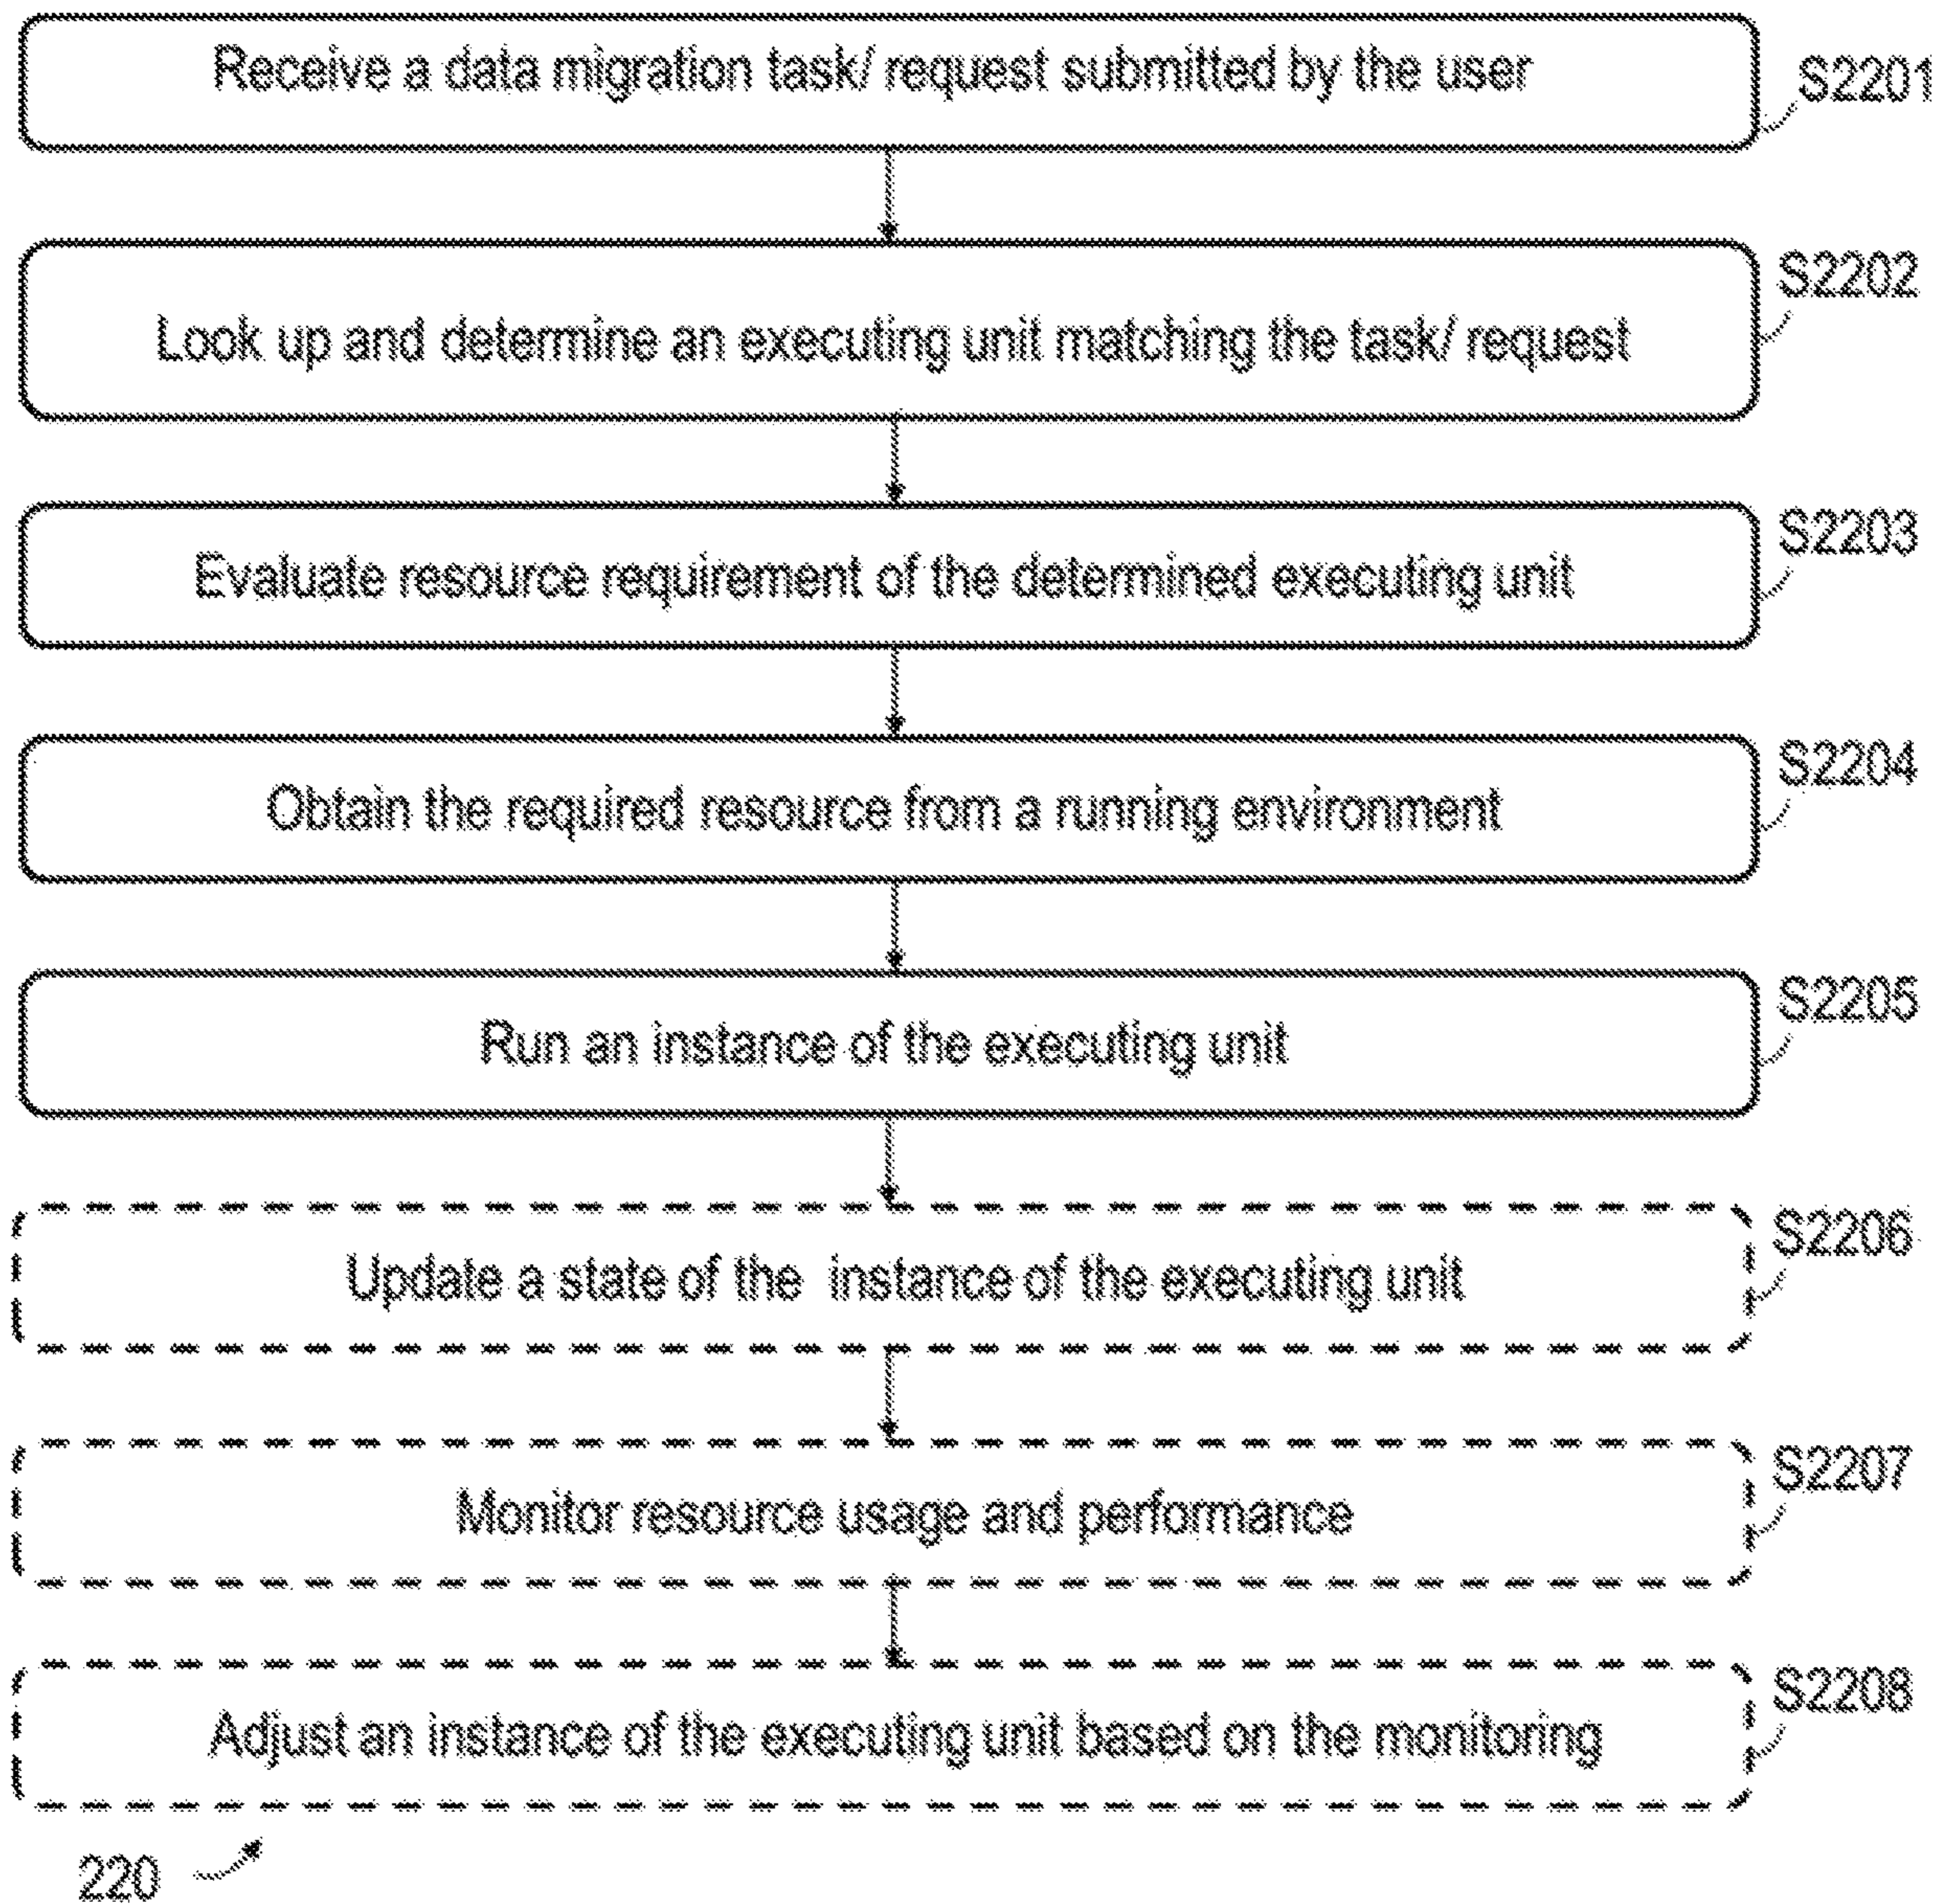 Receive a data migration task/ request submitted by the user
S2201
Look up and determine an executing unit matching the task/ request
S2202
Evaluate resource requirement of the determined executing unit
S2203
Obtain the required resource from a running environment
S2204
Run an instance of the executing unit
S2205
Update a state of the instance of the executing unit
S2206
Monitor resource usage and performance
S2207
Adjust an instance of the executing unit based on the monitoring
S2208
220